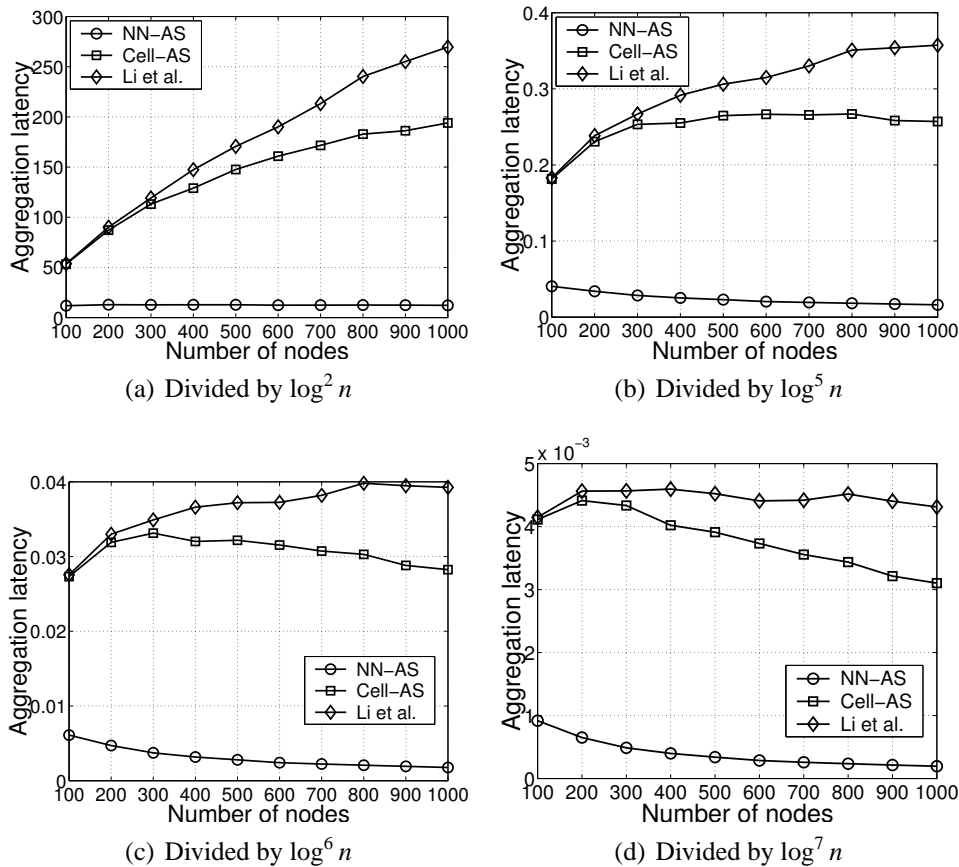 300
250
200
150
100
50
0
Aggregation latency
NN−AS
Cell−AS
Li et al.
100 200 300 400 500 600 700 800 900 1000
Number of nodes
(a) Divided by log² n
0.4
0.3
0.2
0.1
0
Aggregation latency
NN−AS
Cell−AS
Li et al.
100 200 300 400 500 600 700 800 900 1000
Number of nodes
(b) Divided by log⁵ n
0.04
0.03
0.02
0.01
0
Aggregation latency
NN−AS
Cell−AS
Li et al.
100 200 300 400 500 600 700 800 900 1000
Number of nodes
(c) Divided by log⁶ n
5 × 10⁻³
4
3
2
1
0
Aggregation latency
NN−AS
Cell−AS
Li et al.
100 200 300 400 500 600 700 800 900 1000
Number of nodes
(d) Divided by log⁷ n